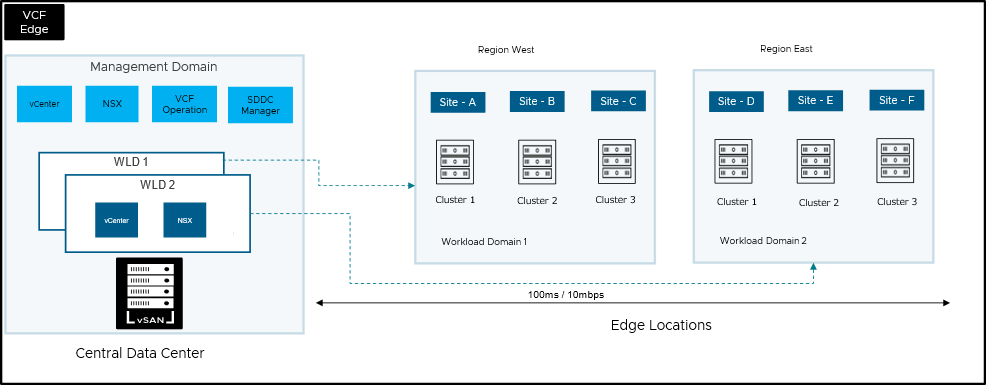 VCF
Edge
Management Domain
vCenter
NSX
VCF
Operation
SDDC
Manager
WLD 1
WLD 2
vCenter
NSX
vSAN
Central Data Center
Region West
Site - A
Site - B
Site - C
Cluster 1
Cluster 2
Cluster 3
Workload Domain 1
Region East
Site - D
Site - E
Site - F
Cluster 1
Cluster 2
Cluster 3
Workload Domain 2
100ms / 10mbps
Edge Locations